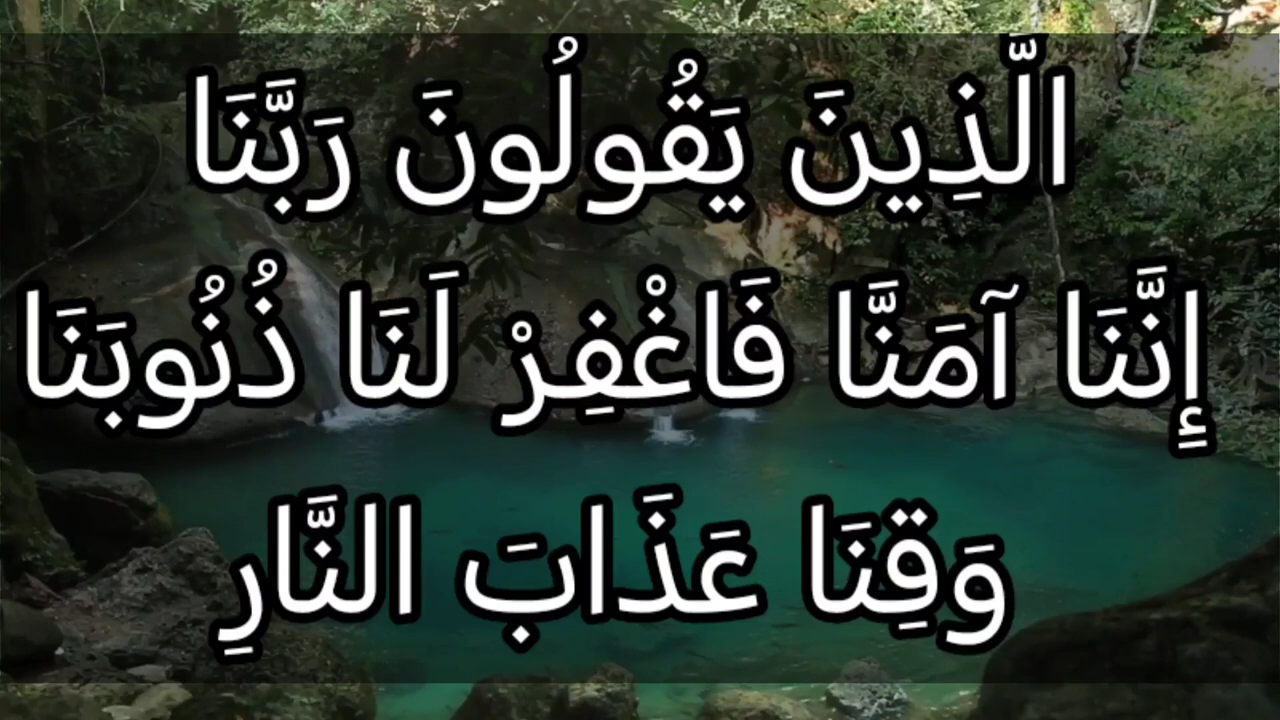 الَّذِينَ يَقُولُونَ رَبَّنَا
إِنَّنَا آمَنَّا فَاغْفِرْ لَنَا ذُنُوبَنَا
وَقِنَا عَذَابَ النَّارِ